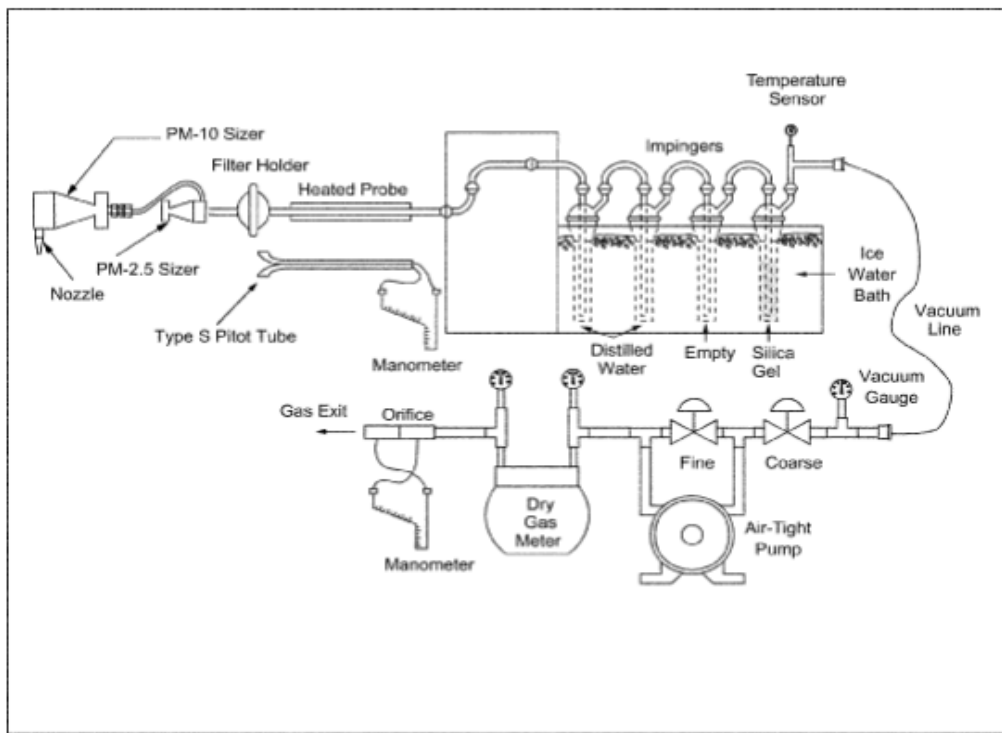 Temperature
Sensor
PM-10 Sizer
Filter Holder
Impingers
Heated Probe
PM-2.5 Sizer
Nozzle
Ice
Water
Bath
Type S Pitot Tube
Vacuum
Line
Manometer
Distilled
Water
Empty
Silica
Gel
Vacuum
Gauge
Gas Exit
Orifice
Fine
Coarse
Dry
Gas
Meter
Air-Tight
Pump
Manometer